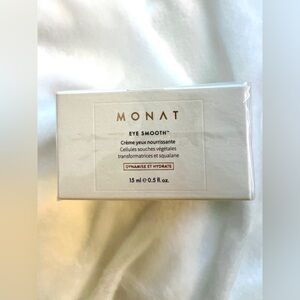 MONAT
EYE SMOOTH™
Crème yeux nourrissante
Cellules souches végétales
transformatrices et squalane
DYNAMISE ET HYDRATE
15 ml ℮ 0.5 fl. oz.